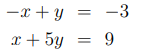 −x + y = −3
x + 5y = 9